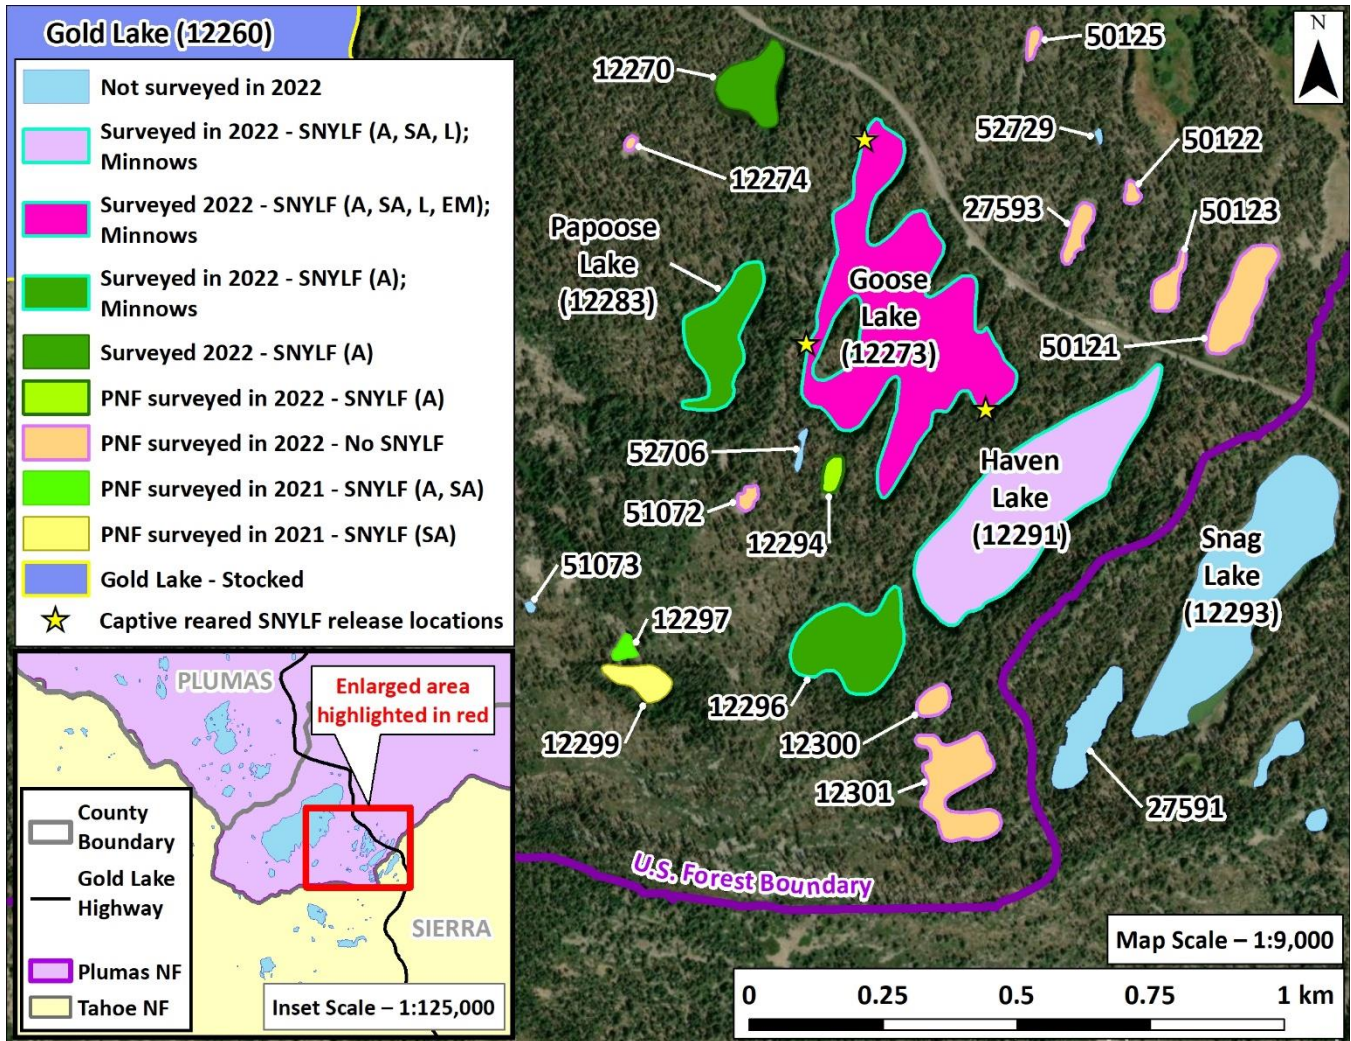 Gold Lake (12260)
Not surveyed in 2022
Surveyed in 2022 - SNYLF (A, SA, L);
Minnows
Surveyed 2022 - SNYLF (A, SA, L, EM);
Minnows
Surveyed in 2022 - SNYLF (A);
Minnows
Surveyed 2022 - SNYLF (A)
PNF surveyed in 2022 - SNYLF (A)
PNF surveyed in 2022 - No SNYLF
PNF surveyed in 2021 - SNYLF (A, SA)
PNF surveyed in 2021 - SNYLF (SA)
Gold Lake - Stocked
Captive reared SNYLF release locations
N
50125
12270
52729
50122
12274
27593
50123
Papoose
Lake
(12283)
Goose
Lake
(12273)
50121
52706
51072
12294
Haven
Lake
(12291)
Snag
Lake
(12293)
51073
12297
12296
12299
12300
12301
27591
U.S. Forest Boundary
PLUMAS
Enlarged area
highlighted in red
County
Boundary
Gold Lake
Highway
Plumas NF
Tahoe NF
SIERRA
Inset Scale – 1:125,000
Map Scale – 1:9,000
0 0.25 0.5 0.75 1 km